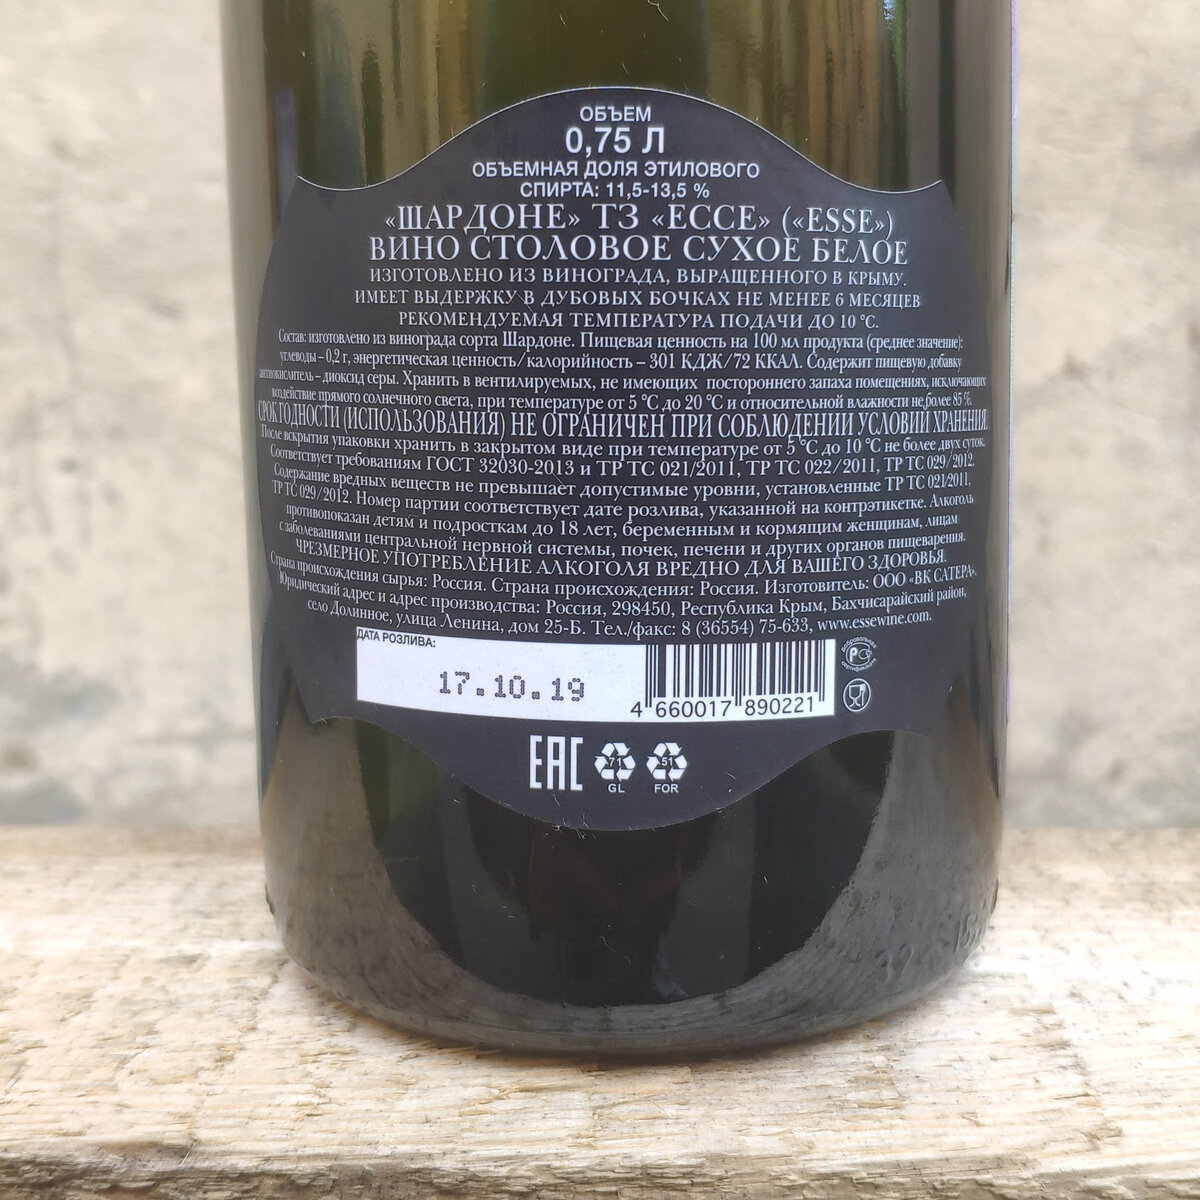 ОБЪЕМ
0,75 Л
ОБЪЕМНАЯ ДОЛЯ ЭТИЛОВОГО
СПИРТА: 11,5-13,5 %
«ШАРДОНЕ» ТЗ «ЕССЕ» («ESSE»)
ВИНО СТОЛОВОЕ СУХОЕ БЕЛОЕ
ИЗГОТОВЛЕНО ИЗ ВИНОГРАДА, ВЫРАЩЕННОГО В КРЫМУ.
ИМЕЕТ ВЫДЕРЖКУ В ДУБОВЫХ БОЧКАХ НЕ МЕНЕЕ 6 МЕСЯЦЕВ
РЕКОМЕНДУЕМАЯ ТЕМПЕРАТУРА ПОДАЧИ ДО 10 °С.
Состав: изготовлено из винограда сорта Шардоне. Пищевая ценность на 100 мл продукта (среднее значение):
углеводы – 0,2 г, энергетическая ценность/калорийность – 301 КДЖ/72 ККАЛ. Содержит пищевую добавку
антиокислитель – диоксид серы. Хранить в вентилируемых, не имеющих постороннего запаха помещениях, исключающих
воздействие прямого солнечного света, при температуре от 5 °С до 20 °С и относительной влажности не более 85 %.
СРОК ГОДНОСТИ (ИСПОЛЬЗОВАНИЯ) НЕ ОГРАНИЧЕН ПРИ СОБЛЮДЕНИИ УСЛОВИЙ ХРАНЕНИЯ.
После вскрытия упаковки хранить в закрытом виде при температуре от 5 °С до 10 °С не более двух суток.
Соответствует требованиям ГОСТ 32030-2013 и ТР ТС 021/2011, ТР ТС 022/2011, ТР ТС 029/2012.
Содержание вредных веществ не превышает допустимые уровни, установленные ТР ТС 021/2011,
ТР ТС 029/2012. Номер партии соответствует дате розлива, указанной на контрэтикетке. Алкоголь
противопоказан детям и подросткам до 18 лет, беременным и кормящим женщинам, лицам
с заболеваниями центральной нервной системы, почек, печени и других органов пищеварения.
ЧРЕЗМЕРНОЕ УПОТРЕБЛЕНИЕ АЛКОГОЛЯ ВРЕДНО ДЛЯ ВАШЕГО ЗДОРОВЬЯ.
Страна происхождения сырья: Россия. Страна происхождения: Россия. Изготовитель: ООО «ВК САТЕРА».
Юридический адрес и адрес производства: Россия, 298450, Республика Крым, Бахчисарайский район,
село Долинное, улица Ленина, дом 25-Б. Тел./факс: 8 (36554) 75-633, www.essewine.com.
ДАТА РОЗЛИВА:
17.10.19
4 660017 890221
добровольная
сертификация
EAC
71
GL
51
FOR